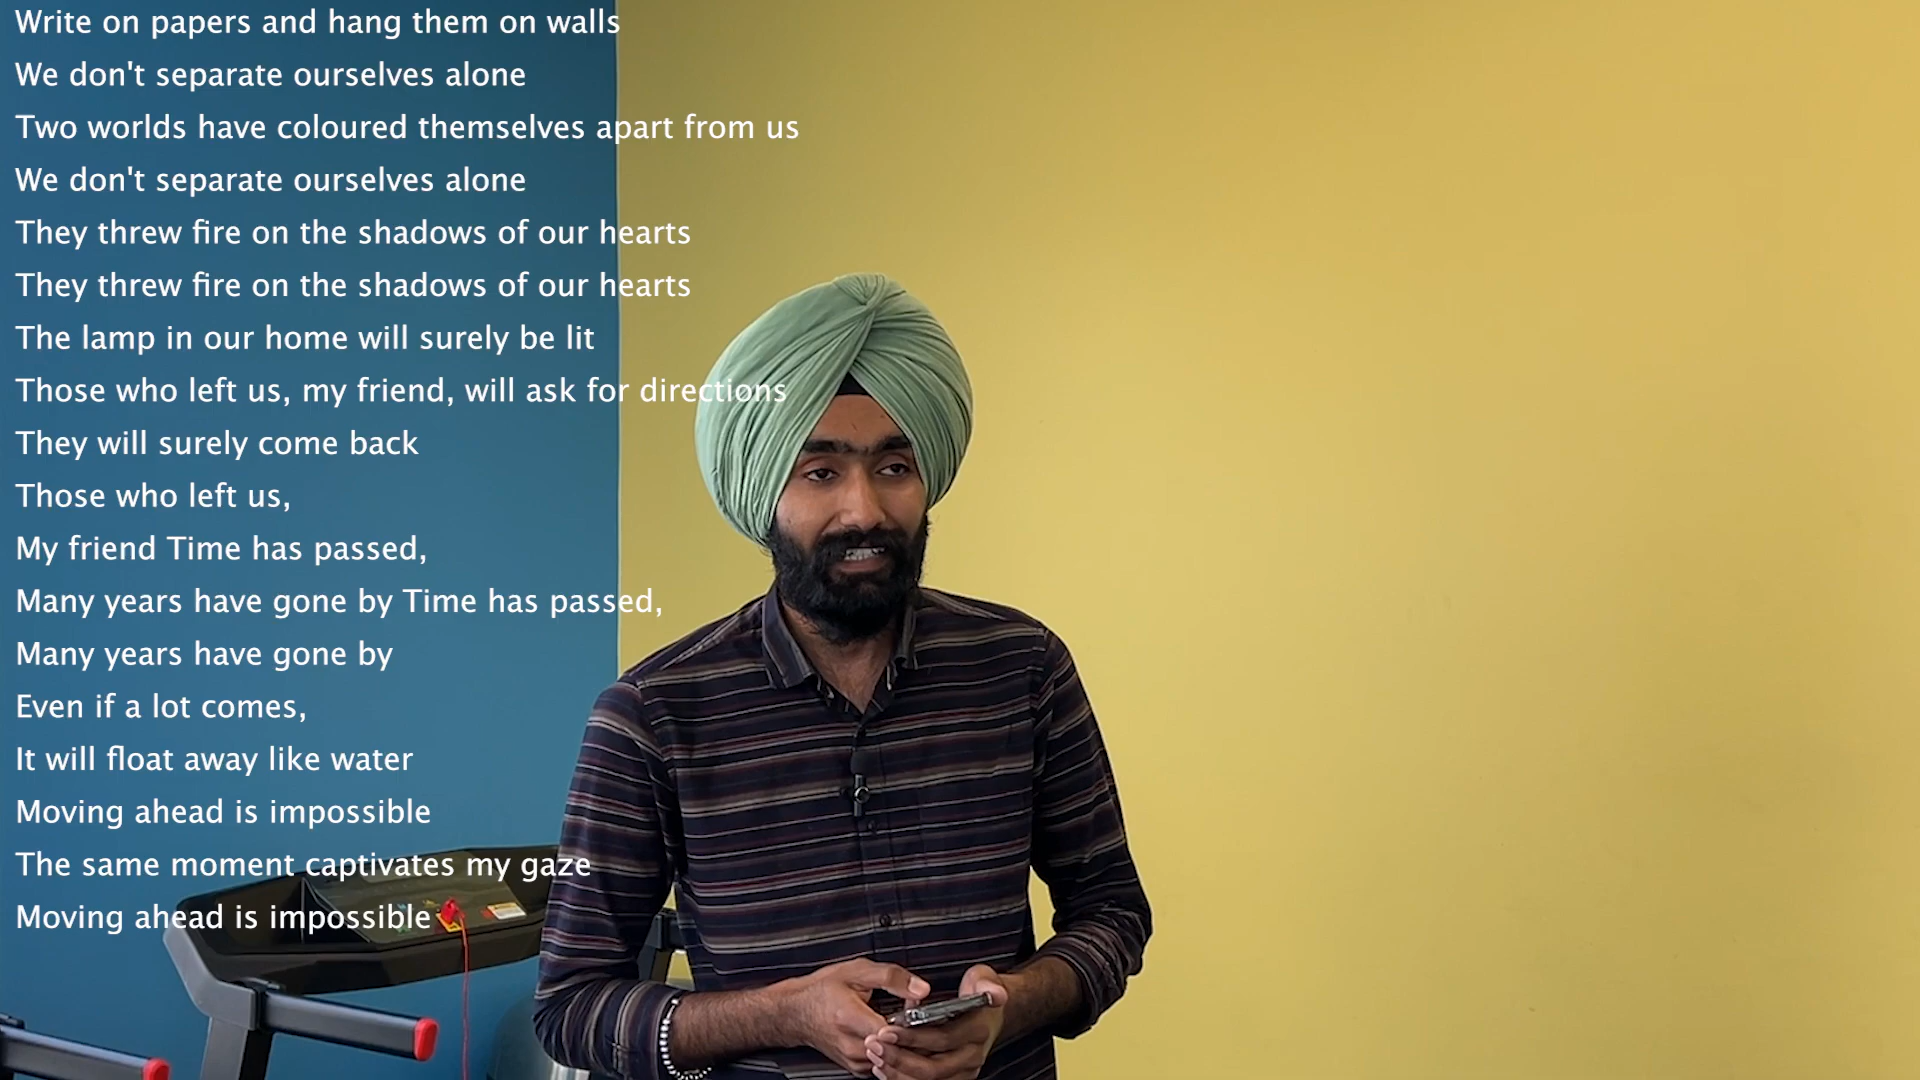 Write on papers and hang them on walls
We don't separate ourselves alone
Two worlds have coloured themselves apart from us
We don't separate ourselves alone
They threw fire on the shadows of our hearts
They threw fire on the shadows of our hearts
The lamp in our home will surely be lit
Those who left us, my friend, will ask for directions
They will surely come back
Those who left us,
My friend Time has passed,
Many years have gone by Time has passed,
Many years have gone by
Even if a lot comes,
It will float away like water
Moving ahead is impossible
The same moment captivates my gaze
Moving ahead is impossible